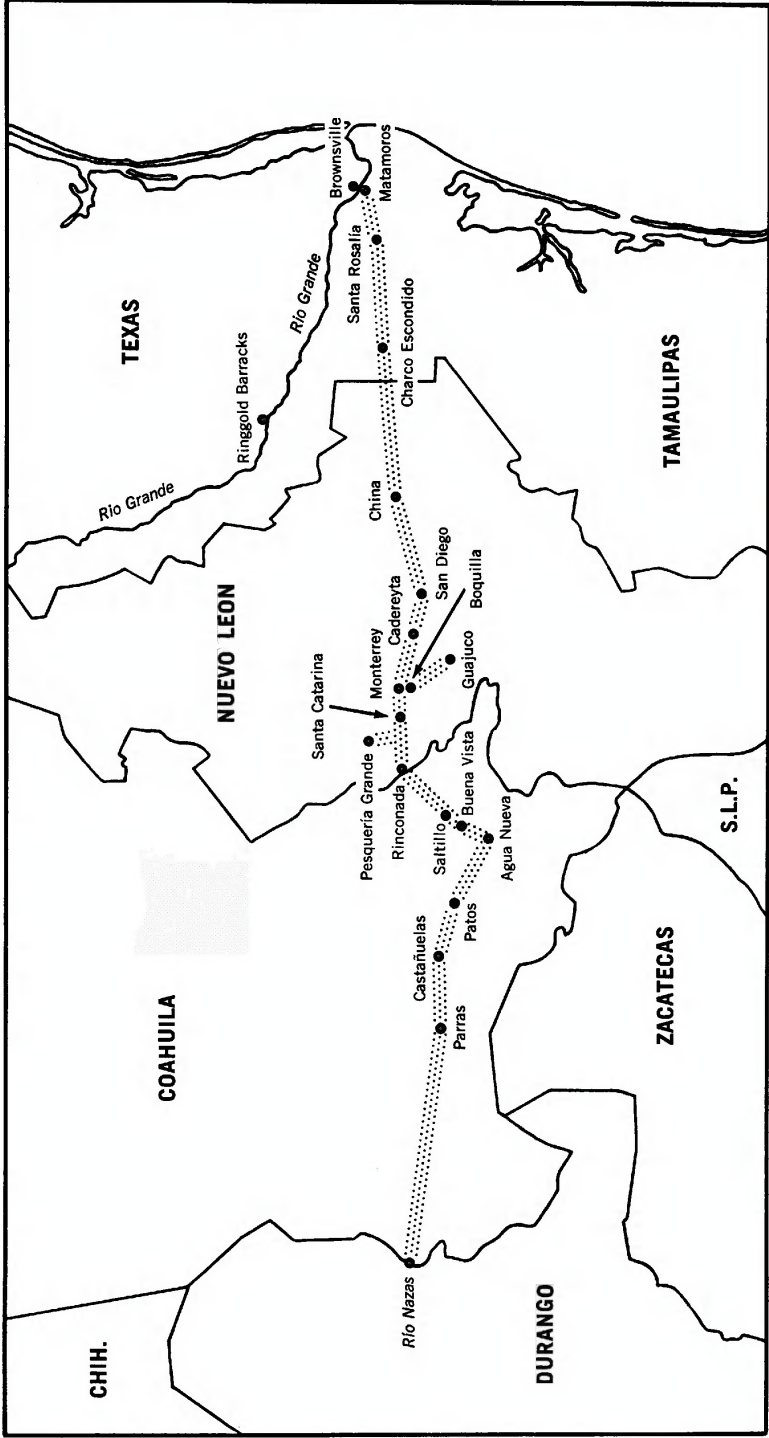 CHIH.
COAHUILA
NUEVO LEON
TEXAS
Rio Grande
Ringgold Barracks
Rio Grande
Brownsville
Matamoros
Santa Rosalía
Charco Escondido
China
San Diego
Cadereyta
Boquilla
Monterrey
Guajuco
Santa Catarina
Pesquería Grande
Rinconada
Saltillo
Buena Vista
Agua Nueva
Patos
Castañuelas
Parras
Río Nazas
DURANGO
ZACATECAS
S.L.P.
TAMAULIPAS